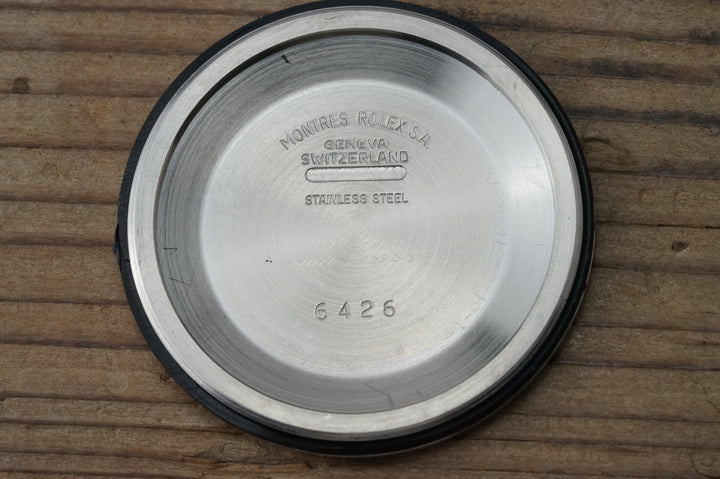 MONTRES ROLEX S.A.
GENEVA
SWITZERLAND
STAINLESS STEEL
6426